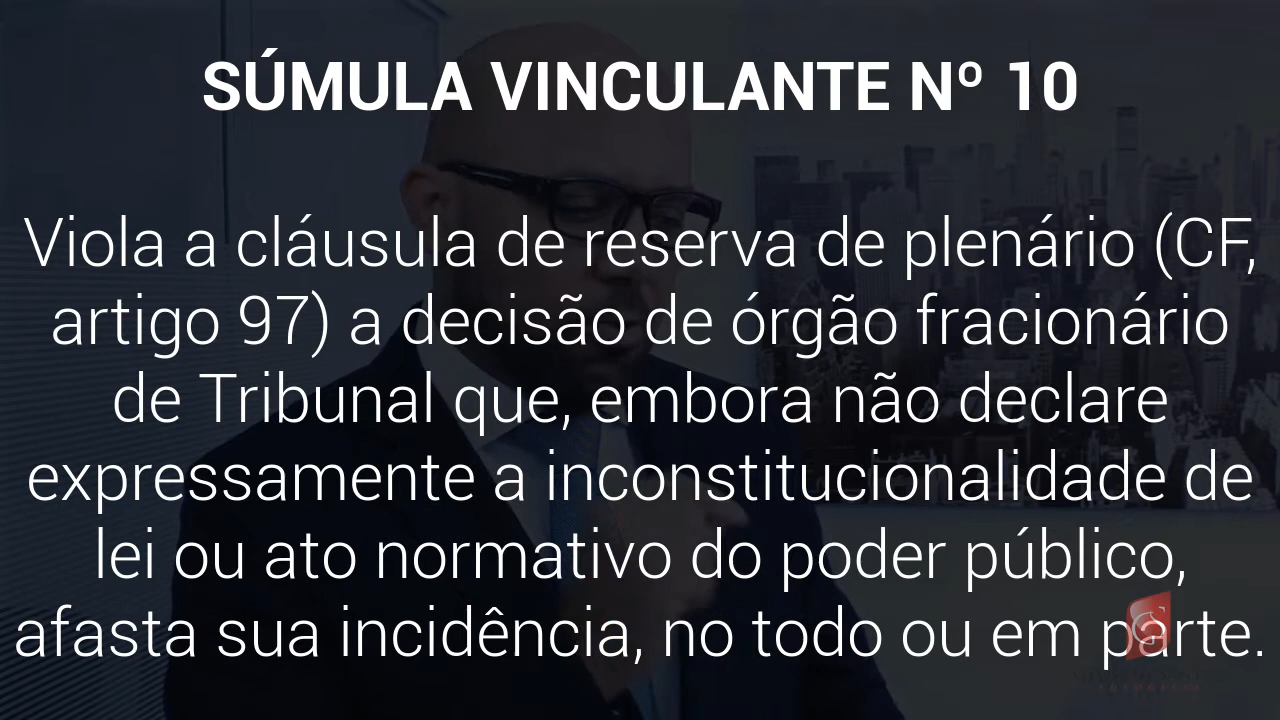 SÚMULA VINCULANTE Nº 10
Viola a cláusula de reserva de plenário (CF,
artigo 97) a decisão de órgão fracionário
de Tribunal que, embora não declare
expressamente a inconstitucionalidade de
lei ou ato normativo do poder público,
afasta sua incidência, no todo ou em parte.